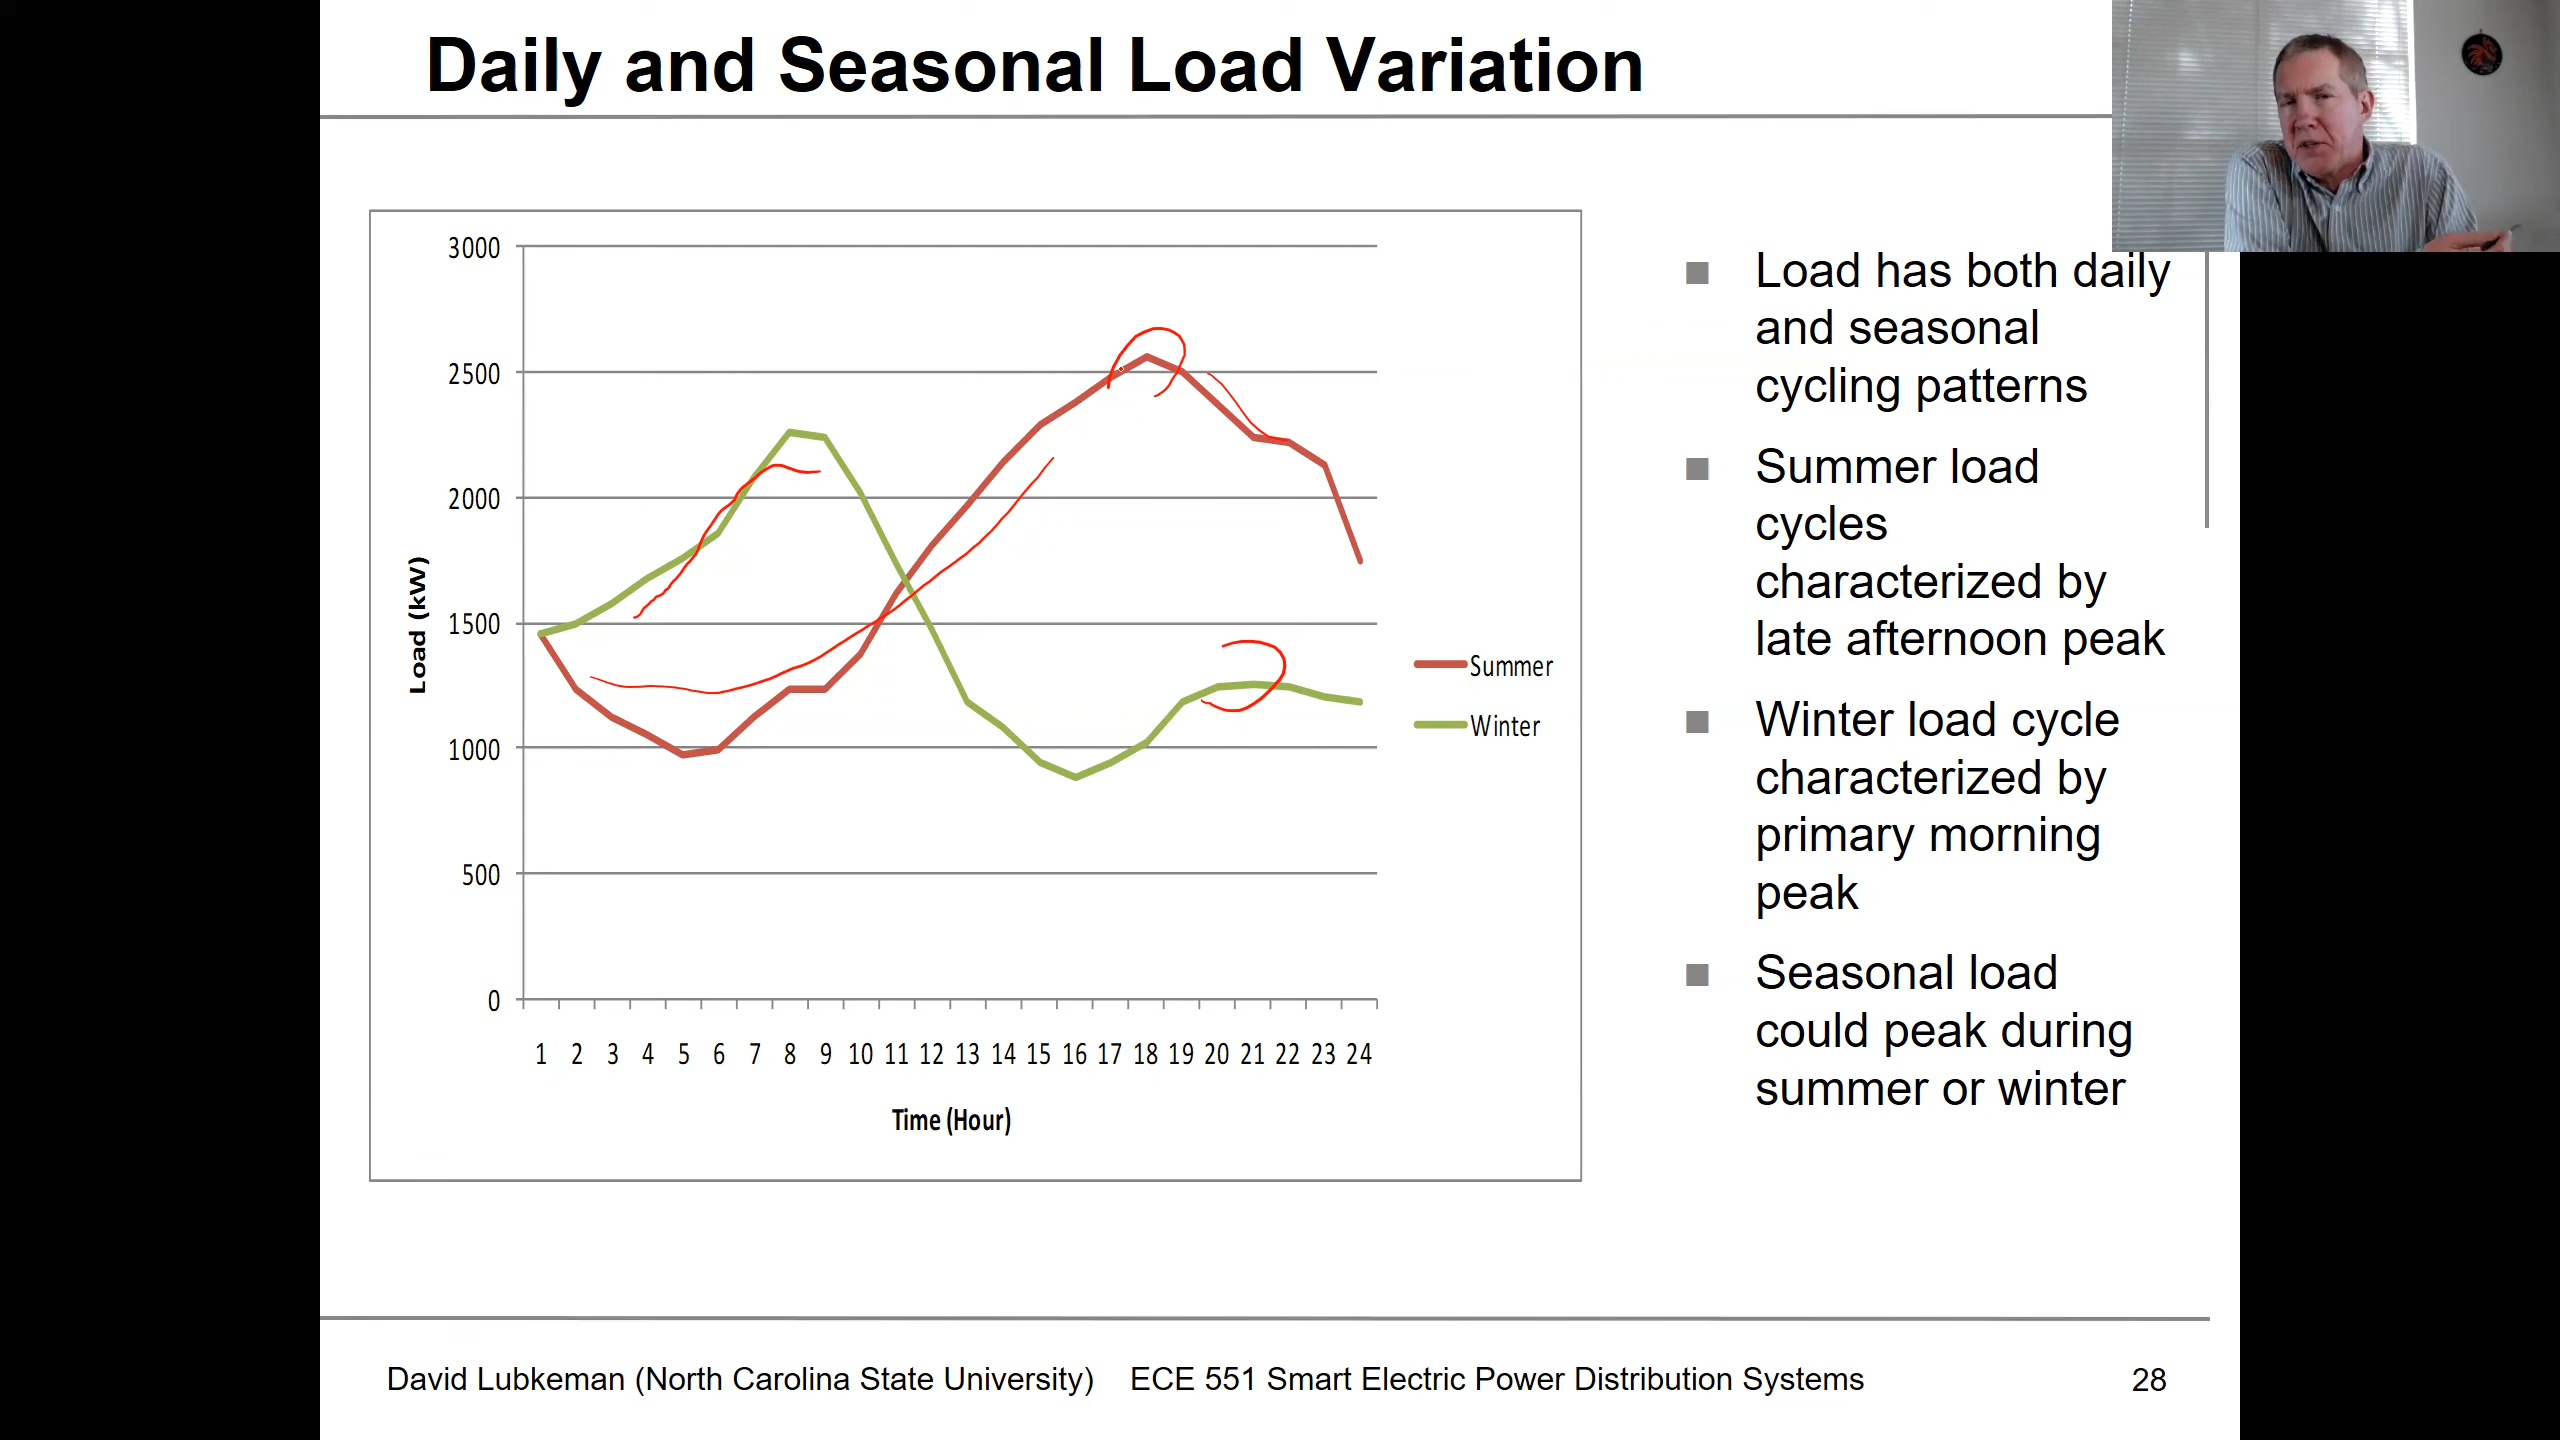 Daily and Seasonal Load Variation
3000
2500
2000
1500
1000
500
0
Load (kW)
1 2 3 4 5 6 7 8 9 10 11 12 13 14 15 16 17 18 19 20 21 22 23 24
Time (Hour)
Summer
Winter
Load has both daily
and seasonal
cycling patterns
Summer load
cycles
characterized by
late afternoon peak
Winter load cycle
characterized by
primary morning
peak
Seasonal load
could peak during
summer or winter
David Lubkeman (North Carolina State University) ECE 551 Smart Electric Power Distribution Systems 28